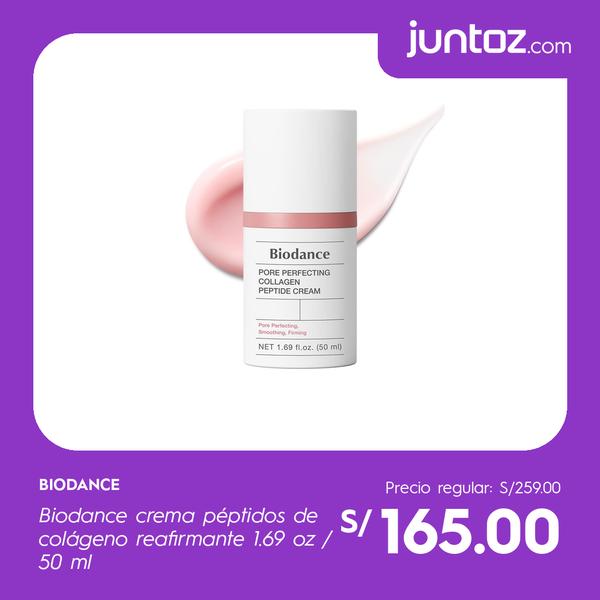 juntoz.com
Biodance
PORE PERFECTING
COLLAGEN
PEPTIDE CREAM
Pore Perfecting,
Smoothing, Firming
NET 1.69 fl.oz. (50 ml)
BIODANCE
Biodance crema péptidos de
colágeno reafirmante 1.69 oz /
50 ml
Precio regular: S/259.00
S/ 165.00